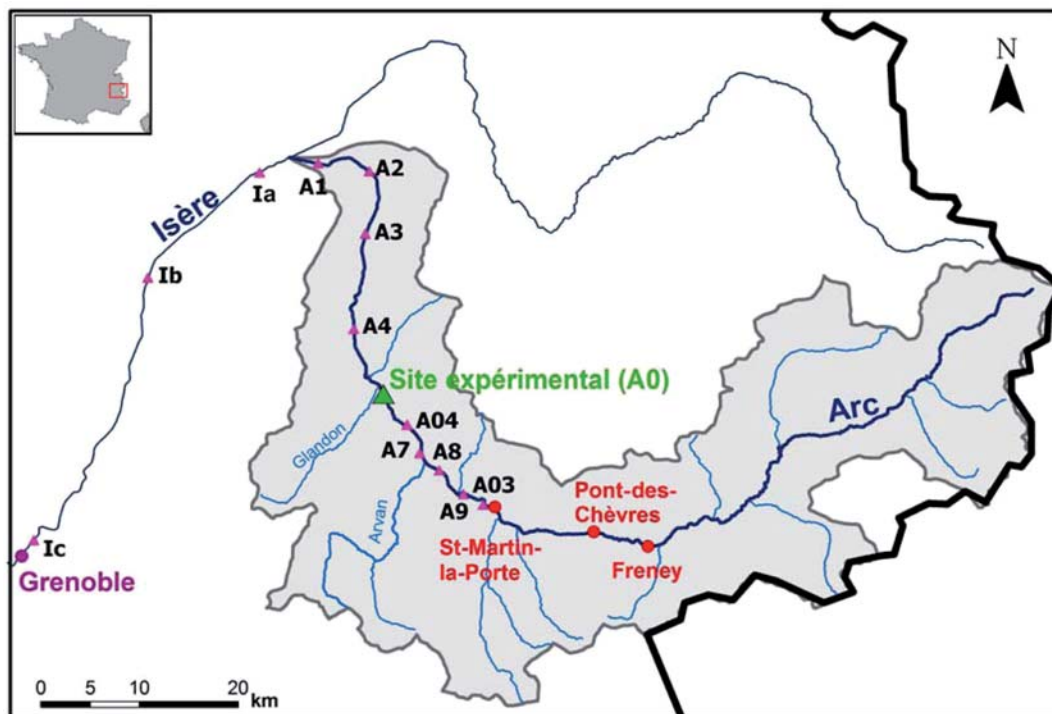 N
A1
A2
Ia
Isère
A3
Ib
A4
Site expérimental (A0)
Arc
A04
Glandon
A7
A8
A03
A9
Pont-des-
Chèvres
Arvan
St-Martin-
la-Porte
Freney
Ic
Grenoble
0 5 10 20
km